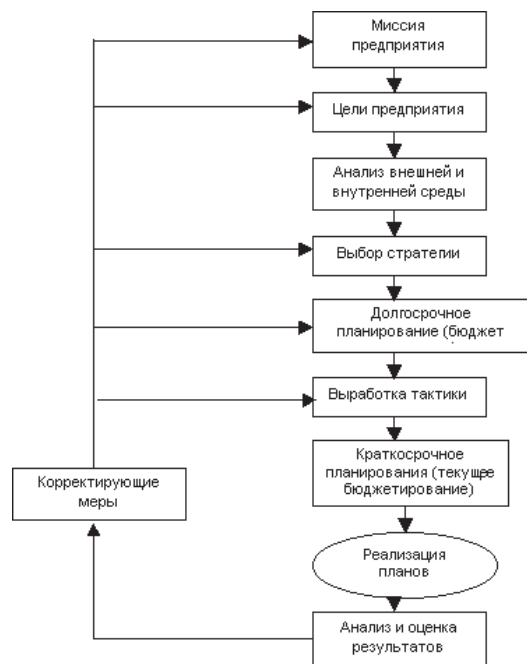 Миссия
предприятия
Цели предприятия
Анализ внешней и
внутренней среды
Выбор стратегии
Долгосрочное
планирование (бюджет
Выработка тактики
Краткосрочное
планирования (текущее
бюджетирование)
Корректирующие
меры
Реализация
планов
Анализ и оценка
результатов